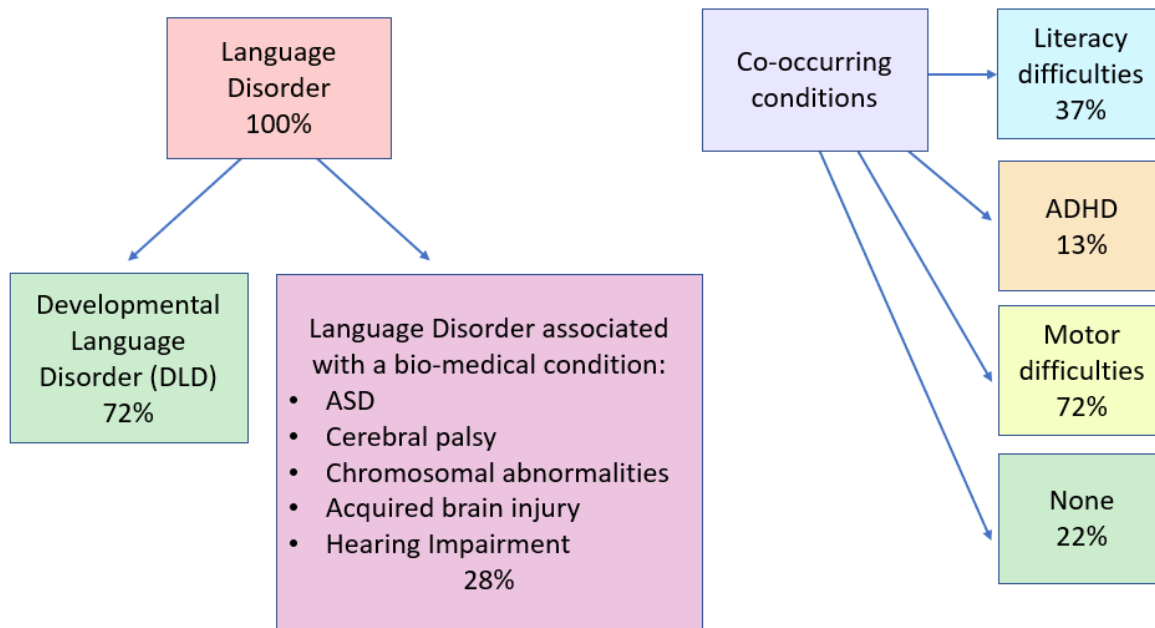 Language
Disorder
100%
Developmental
Language
Disorder (DLD)
72%
Language Disorder associated
with a bio-medical condition:
• ASD
• Cerebral palsy
• Chromosomal abnormalities
• Acquired brain injury
• Hearing Impairment
28%
Co-occurring
conditions
Literacy
difficulties
37%
ADHD
13%
Motor
difficulties
72%
None
22%